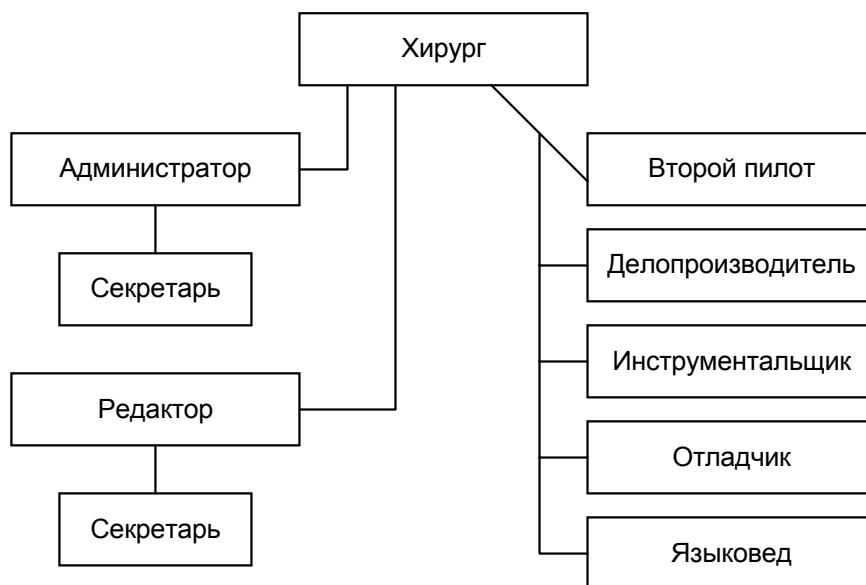 Хирург
Администратор
Секретарь
Редактор
Секретарь
Второй пилот
Делопроизводитель
Инструментальщик
Отладчик
Языковед